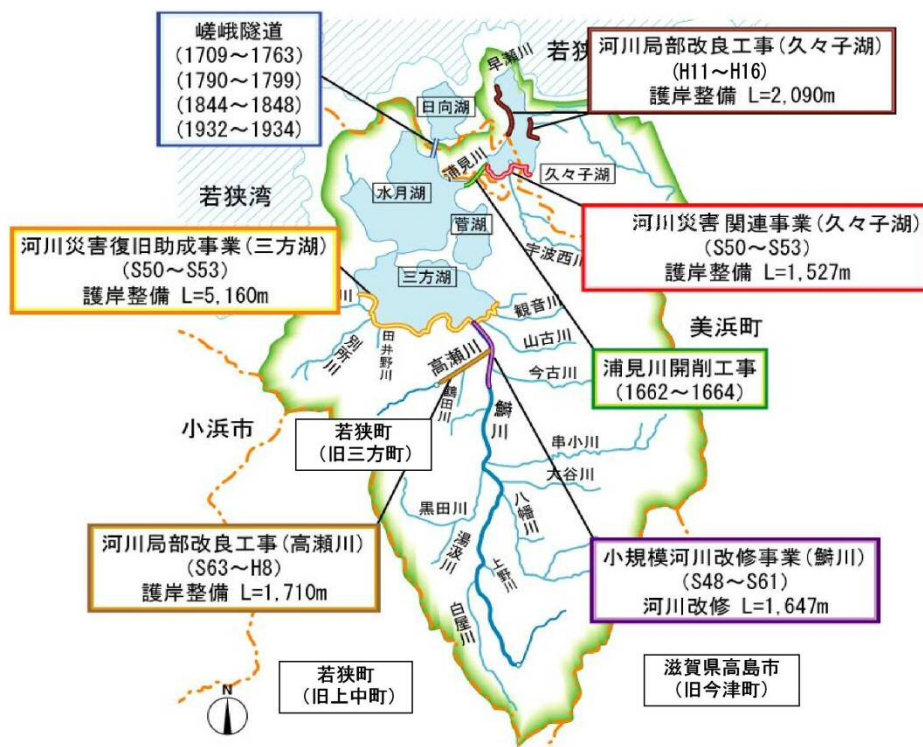 嵯峨隧道
(1709～1763)
(1790～1799)
(1844～1848)
(1932～1934)
早瀬川
若狭
河川局部改良工事(久々子湖)
(H11～H16)
護岸整備 L=2,090m
日向湖
浦見川
久々子湖
水月湖
菅湖
若狭湾
宇波西川
河川災害 関連事業(久々子湖)
(S50～S53)
護岸整備 L=1,527m
河川災害復旧助成事業(三方湖)
(S50～S53)
護岸整備 L=5,160m
三方湖
川
観音川
美浜町
別所川
田井野川
高瀬川
山古川
今古川
浦見川開削工事
(1662～1664)
鶴田川
小浜市
若狭町
(旧三方町)
鰣川
串小川
大谷川
八幡川
黒田川
湯汲川
上野川
河川局部改良工事(高瀬川)
(S63～H8)
護岸整備 L=1,710m
小規模河川改修事業(鰣川)
(S48～S61)
河川改修 L=1,647m
白屋川
N
若狭町
(旧上中町)
滋賀県高島市
(旧今津町)